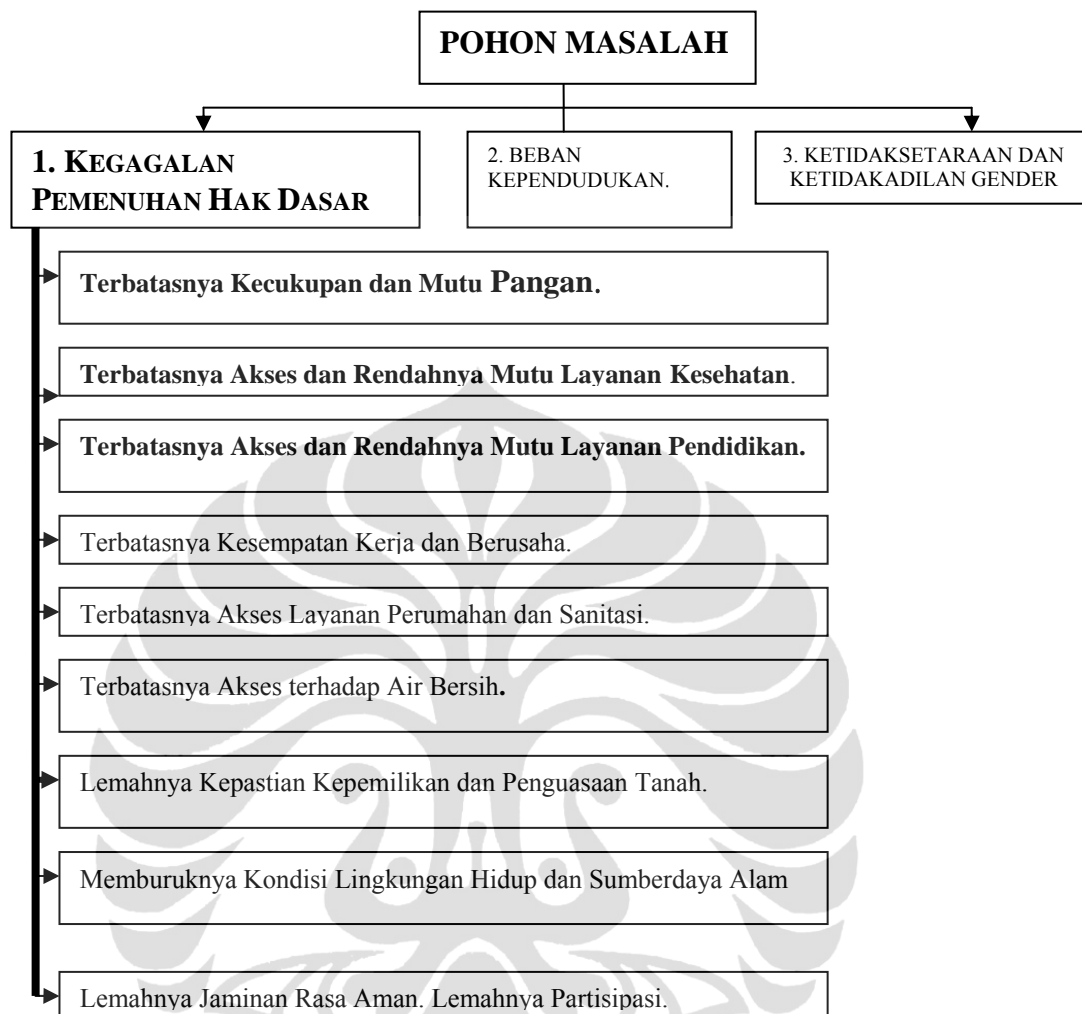 POHON MASALAH
1. KEGAGALAN
PEMENUHAN HAK DASAR
2. BEBAN
KEPENDUDUKAN.
3. KETIDAKSETARAAN DAN
KETIDAKADILAN GENDER
Terbatasnya Kecukupan dan Mutu Pangan.
Terbatasnya Akses dan Rendahnya Mutu Layanan Kesehatan.
Terbatasnya Akses dan Rendahnya Mutu Layanan Pendidikan.
Terbatasnya Kesempatan Kerja dan Berusaha.
Terbatasnya Akses Layanan Perumahan dan Sanitasi.
Terbatasnya Akses terhadap Air Bersih.
Lemahnya Kepastian Kepemilikan dan Penguasaan Tanah.
Memburuknya Kondisi Lingkungan Hidup dan Sumberdaya Alam
Lemahnya Jaminan Rasa Aman. Lemahnya Partisipasi.